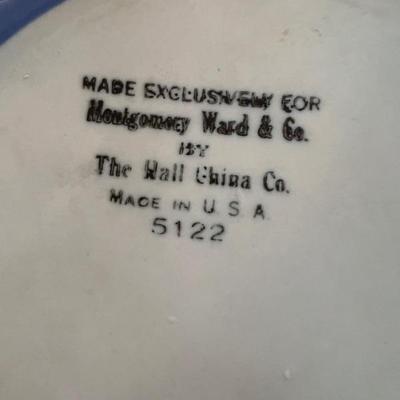 MADE EXCLUSIVELY FOR
Montgomery Ward & Co.
BY
The Hall China Co.
MADE IN U. S. A.
5122